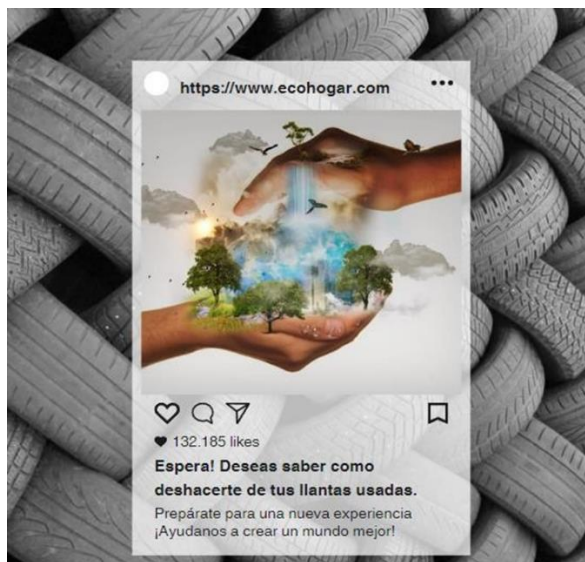 https://www.ecohogar.com
132.185 likes
Espera! Deseas saber como
deshacerte de tus llantas usadas.
Prepárate para una nueva experiencia
¡Ayudanos a crear un mundo mejor!